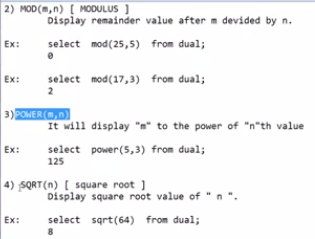 2) MOD(m,n) [ MODULUS ]
Display remainder value after m devided by n.
Ex: select mod(25,5) from dual;
0
Ex: select mod(17,3) from dual;
2
3)POWER(m,n)
It will display "m" to the power of "n"th value
Ex: select power(5,3) from dual;
125
4) SQRT(n) [ square root ]
Display square root value of " n ".
Ex: select sqrt(64) from dual;
8